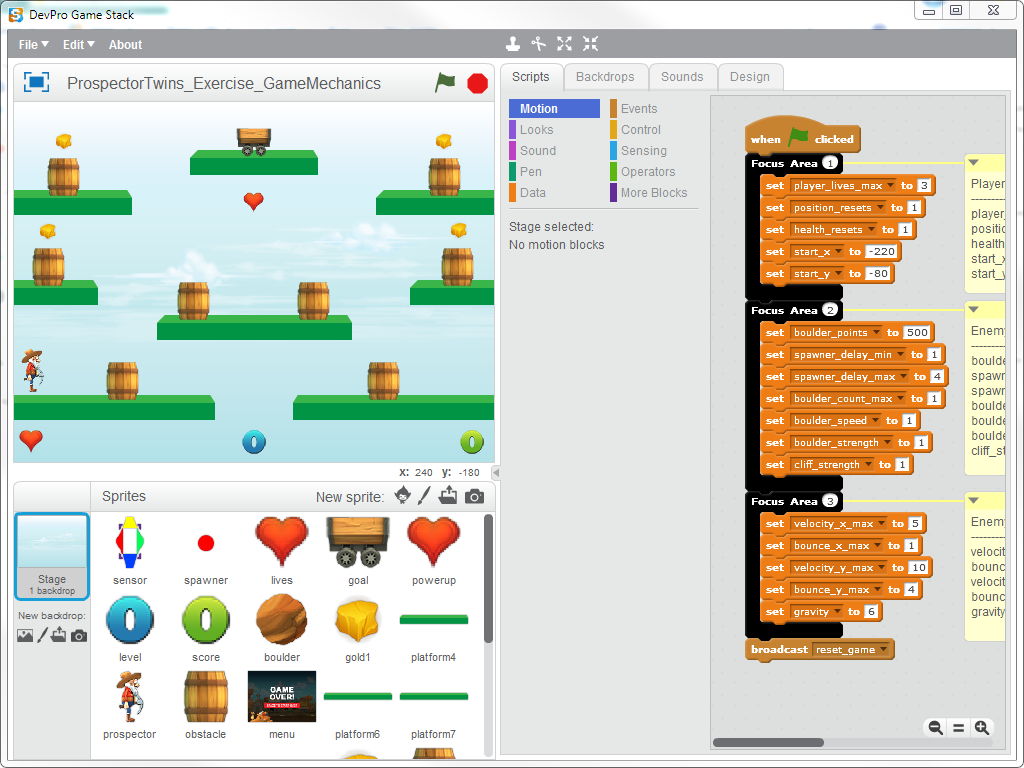 DevPro Game Stack
File Edit About
ProspectorTwins_Exercise_GameMechanics
Scripts Backdrops Sounds Design
Motion Events
Looks Control
Sound Sensing
Pen Operators
Data More Blocks
Stage selected:
No motion blocks
0 0
x: 240 y: -180
Sprites New sprite:
Stage
1 backdrop
New backdrop:
sensor spawner lives goal powerup
0 0
level score boulder gold1 platform4
GAME
OVER!
prospector obstacle menu platform6 platform7
when clicked
Focus Area 1
set player_lives_max to 3
set position_resets to 1
set health_resets to 1
set start_x to -220
set start_y to -80
Focus Area 2
set boulder_points to 500
set spawner_delay_min to 1
set spawner_delay_max to 4
set boulder_count_max to 1
set boulder_speed to 1
set boulder_strength to 1
set cliff_strength to 1
Focus Area 3
set velocity_x_max to 5
set bounce_x_max to 1
set velocity_y_max to 10
set bounce_y_max to 4
set gravity to 6
broadcast reset_game
Player
--------
player_
positio
health
start_x
start_y
Enemy
--------
boulde
spawn
spawn
boulde
boulde
boulde
cliff_st
Enemy
--------
velocit
bounc
velocit
bounc
gravity